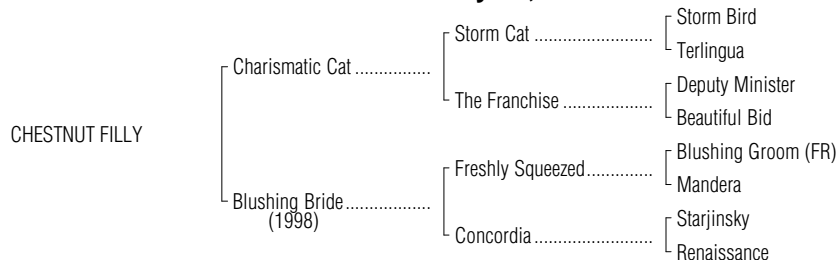 Storm Bird
Storm Cat ..........................
Terlingua
Charismatic Cat ................
Deputy Minister
The Franchise ....................
Beautiful Bid
CHESTNUT FILLY
Blushing Groom (FR)
Freshly Squeezed..............
Mandera
Blushing Bride ..................
(1998)
Starjinsky
Concordia ..........................
Renaissance